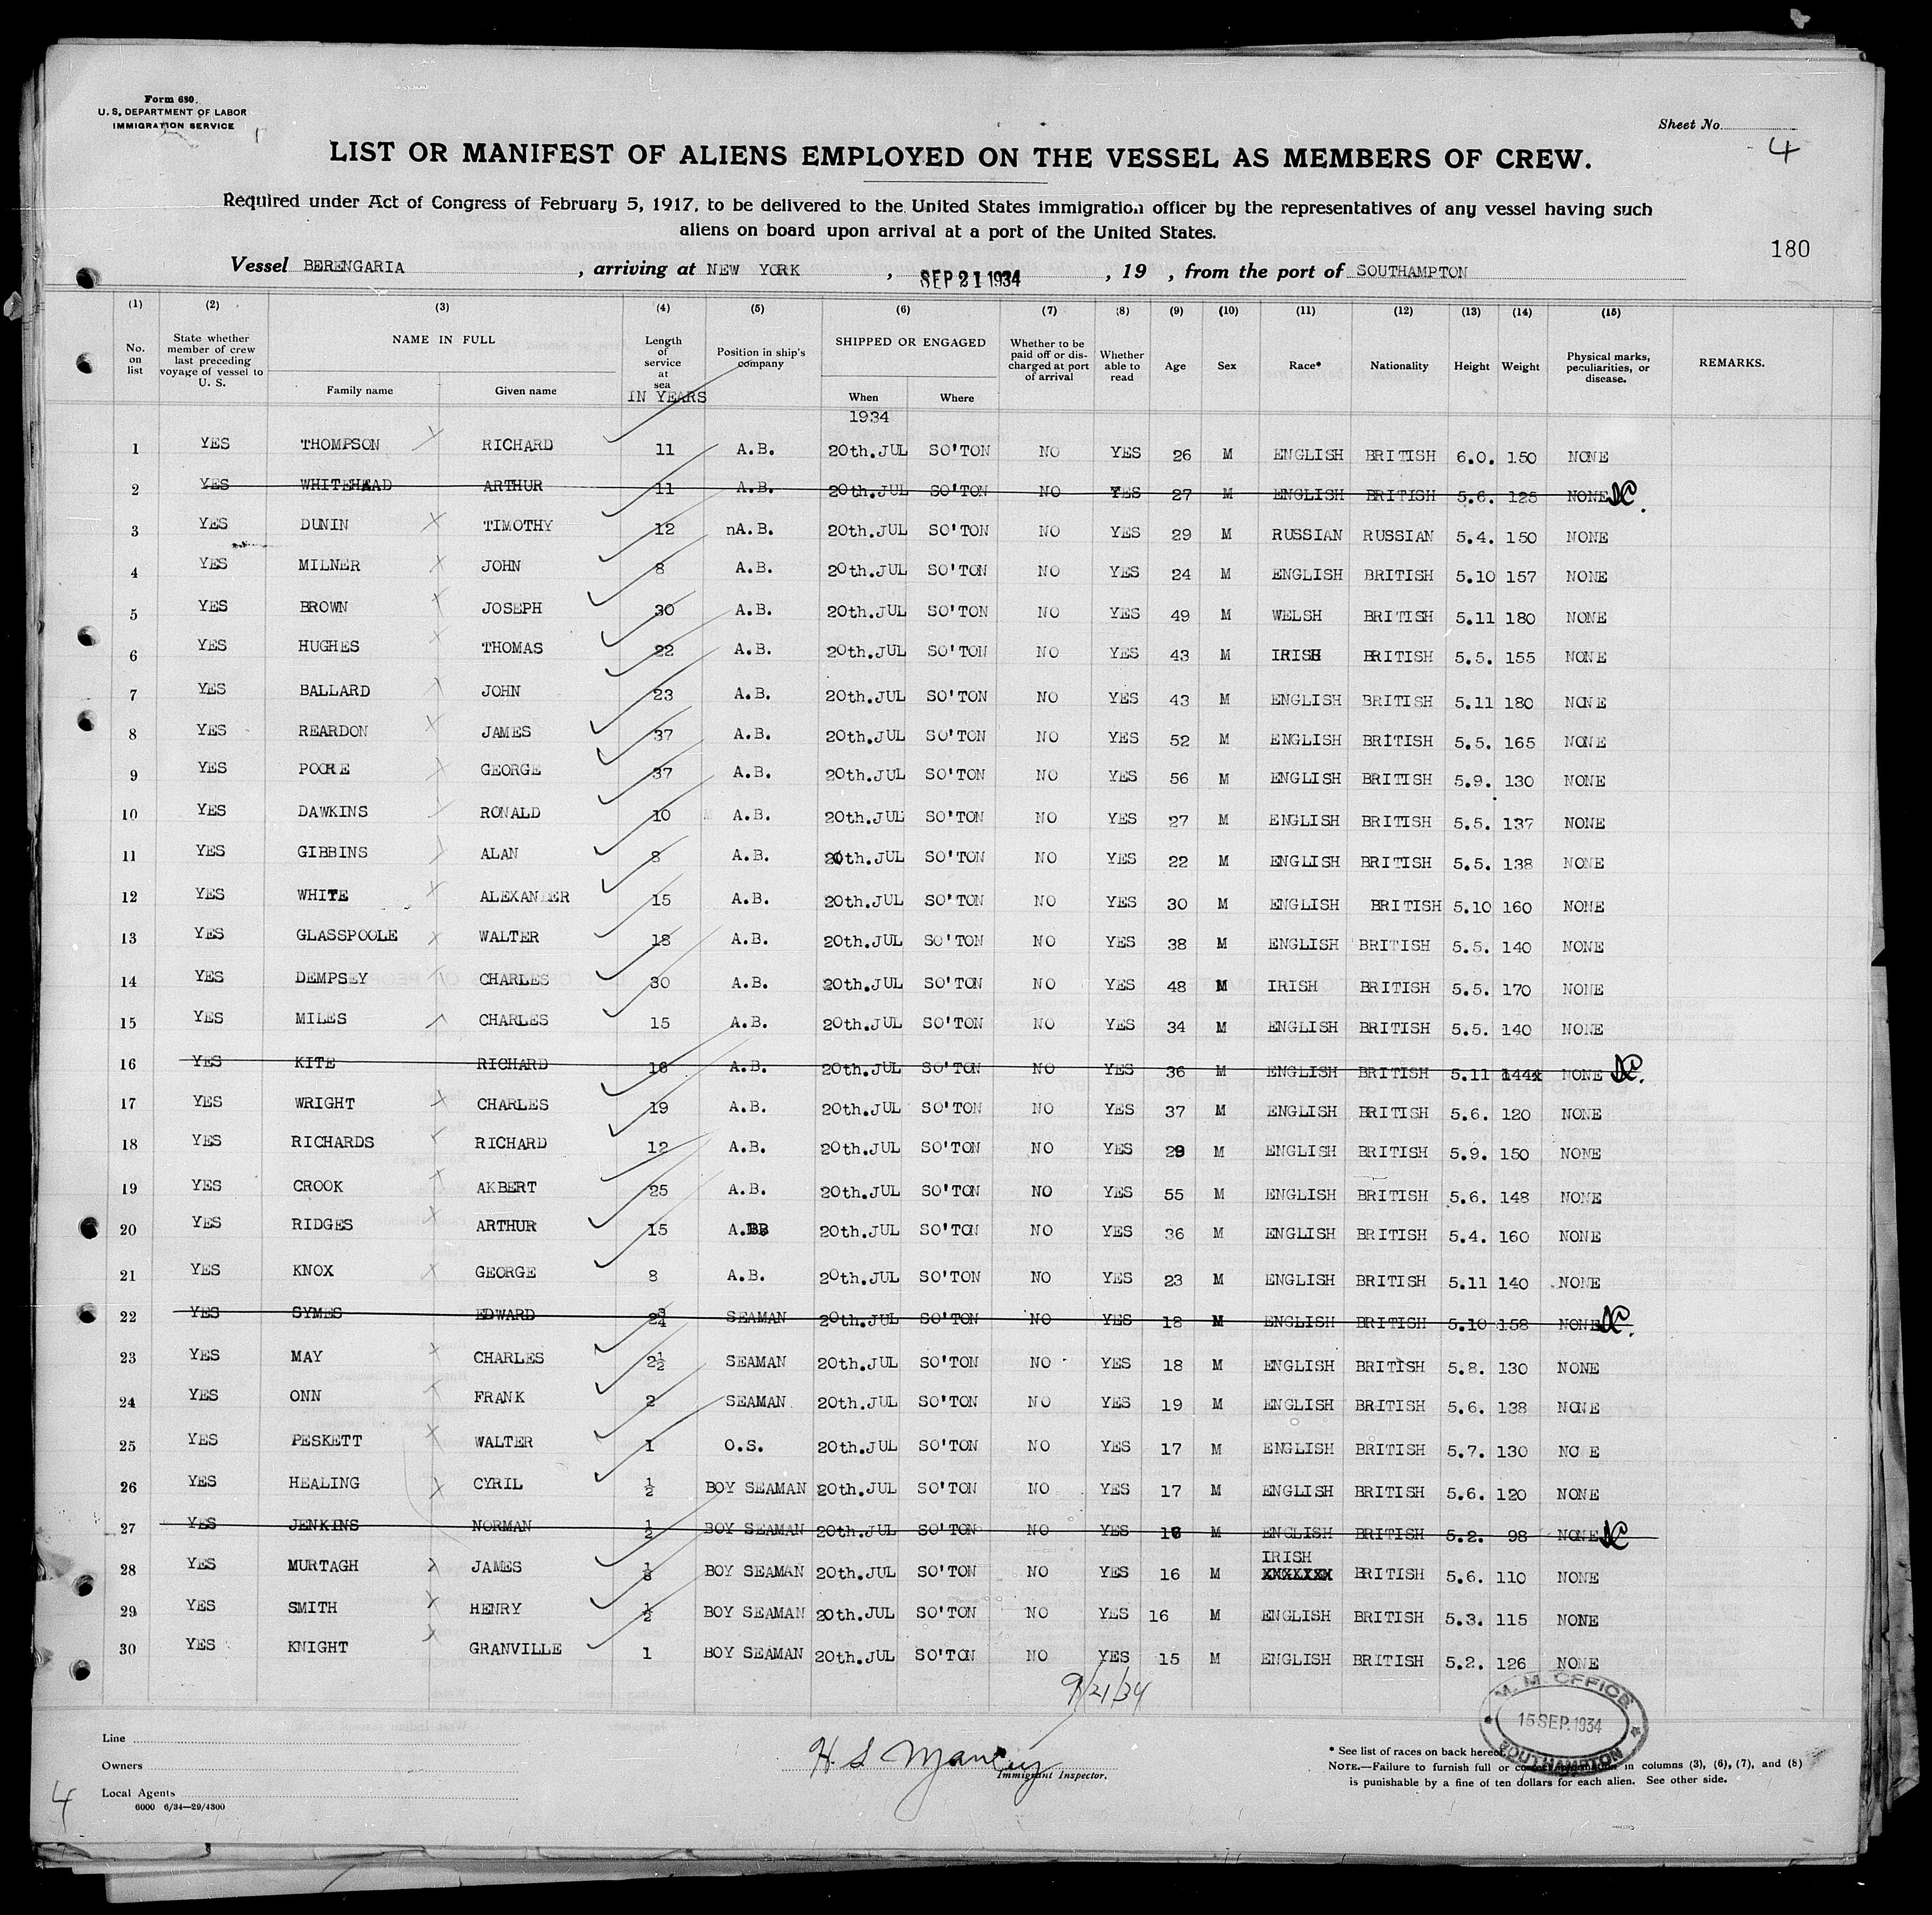 Form 680.
U. S. DEPARTMENT OF LABOR
IMMIGRATION SERVICE
Sheet No. 4
LIST OR MANIFEST OF ALIENS EMPLOYED ON THE VESSEL AS MEMBERS OF CREW.
Required under Act of Congress of February 5, 1917, to be delivered to the United States immigration officer by the representatives of any vessel having such
aliens on board upon arrival at a port of the United States.
180
Vessel BERENGARIA, arriving at NEW YORK, SEP 21 1934, 19 , from the port of SOUTHAMPTON
(1) (2) (3) (4) (5) (6) (7) (8) (9) (10) (11) (12) (13) (14) (15)
No. on list State whether member of crew last preceding voyage of vessel to U. S. NAME IN FULL Family name Given name Length of service at sea IN YEARS Position in ship's company SHIPPED OR ENGAGED When Where Whether to be paid off or discharged at port of arrival Whether able to read Age Sex Race* Nationality Height Weight Physical marks, peculiarities, or disease. REMARKS.
1934
1 YES THOMPSON RICHARD 11 A.B. 20th.JUL SO'TON NO YES 26 M ENGLISH BRITISH 6.0. 150 NONE
2 YES WHITEHEAD ARTHUR 11 A.B. 20th.JUL SO'TON NO YES 27 M ENGLISH BRITISH 5.6. 125 NONE
3 YES DUNIN TIMOTHY 12 nA.B. 20th.JUL SO'TON NO YES 29 M RUSSIAN RUSSIAN 5.4. 150 NONE
4 YES MILNER JOHN 8 A.B. 20th.JUL SO'TON NO YES 24 M ENGLISH BRITISH 5.10 157 NONE
5 YES BROWN JOSEPH 30 A.B. 20th.JUL SO'TON NO YES 49 M WELSH BRITISH 5.11 180 NONE
6 YES HUGHES THOMAS 22 A.B. 20th.JUL SO'TON NO YES 43 M IRISH BRITISH 5.5. 155 NONE
7 YES BALLARD JOHN 23 A.B. 20th.JUL SO'TON NO YES 43 M ENGLISH BRITISH 5.11 180 NONE
8 YES REARDON JAMES 37 A.B. 20th.JUL SO'TON NO YES 52 M ENGLISH BRITISH 5.5. 165 NONE
9 YES POORE GEORGE 37 A.B. 20th.JUL SO'TON NO YES 56 M ENGLISH BRITISH 5.9. 130 NONE
10 YES DAWKINS RONALD 10 A.B. 20th.JUL SO'TON NO YES 27 M ENGLISH BRITISH 5.5. 137 NONE
11 YES GIBBINS ALAN 8 A.B. 20th.JUL SO'TON NO YES 22 M ENGLISH BRITISH 5.5. 138 NONE
12 YES WHITE ALEXANDER 15 A.B. 20th.JUL SO'TON NO YES 30 M ENGLISH BRITISH 5.10 160 NONE
13 YES GLASSPOOLE WALTER 18 A.B. 20th.JUL SO'TON NO YES 38 M ENGLISH BRITISH 5.5. 140 NONE
14 YES DEMPSEY CHARLES 30 A.B. 20th.JUL SO'TON NO YES 48 M IRISH BRITISH 5.5. 170 NONE
15 YES MILES CHARLES 15 A.B. 20th.JUL SO'TON NO YES 34 M ENGLISH BRITISH 5.5. 140 NONE
16 YES KITE RICHARD 16 A.B. 20th.JUL SO'TON NO YES 36 M ENGLISH BRITISH 5.11 144x NONE
17 YES WRIGHT CHARLES 19 A.B. 20th.JUL SO'TON NO YES 37 M ENGLISH BRITISH 5.6. 120 NONE
18 YES RICHARDS RICHARD 12 A.B. 20th.JUL SO'TON NO YES 29 M ENGLISH BRITISH 5.9. 150 NONE
19 YES CROOK AKBERT 25 A.B. 20th.JUL SO'TON NO YES 55 M ENGLISH BRITISH 5.6. 148 NONE
20 YES RIDGES ARTHUR 15 A.BB 20th.JUL SO'TON NO YES 36 M ENGLISH BRITISH 5.4. 160 NONE
21 YES KNOX GEORGE 8 A.B. 20th.JUL SO'TON NO YES 23 M ENGLISH BRITISH 5.11 140 NONE
22 YES SYMES EDWARD 2¾ SEAMAN 20th.JUL SO'TON NO YES 18 M ENGLISH BRITISH 5.10 158 NONE
23 YES MAY CHARLES 2½ SEAMAN 20th.JUL SO'TON NO YES 18 M ENGLISH BRITISH 5.8. 130 NONE
24 YES ONN FRANK 2 SEAMAN 20th.JUL SO'TON NO YES 19 M ENGLISH BRITISH 5.6. 138 NONE
25 YES PESKETT WALTER 1 O.S. 20th.JUL SO'TON NO YES 17 M ENGLISH BRITISH 5.7. 130 NO E
26 YES HEALING CYRIL ½ BOY SEAMAN 20th.JUL SO'TON NO YES 17 M ENGLISH BRITISH 5.6. 120 NONE
27 YES JENKINS NORMAN ½ BOY SEAMAN 20th.JUL SO'TON NO YES 16 M ENGLISH BRITISH 5.2. 98 NONE
28 YES MURTAGH JAMES ⅛ BOY SEAMAN 20th.JUL SO'TON NO YES 16 M IRISH XXXXXXX BRITISH 5.6. 110 NONE
29 YES SMITH HENRY ½ BOY SEAMAN 20th.JUL SO'TON NO YES 16 M ENGLISH BRITISH 5.3. 115 NONE
30 YES KNIGHT GRANVILLE 1 BOY SEAMAN 20th.JUL SO'TON NO YES 15 M ENGLISH BRITISH 5.2. 126 NONE
9/21/34
M. M. OFFICE
15 SEP. 1934
SOUTHAMPTON
Line
Owners
Local Agents
6000 6/34—29/4300
4
H. S.
Immigrant Inspector.
* See list of races on back hereof.
NOTE.—Failure to furnish full or correct information in columns (3), (6), (7), and (8)
is punishable by a fine of ten dollars for each alien. See other side.